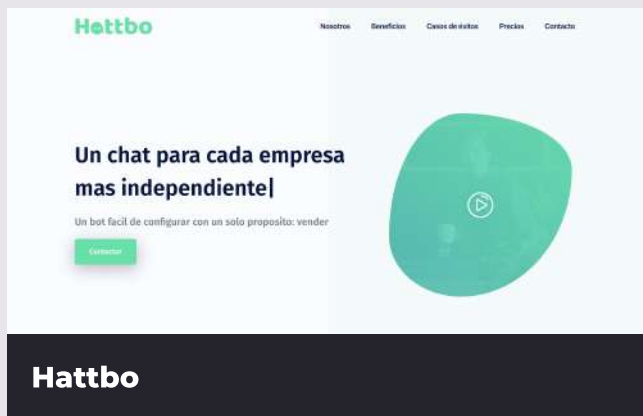 Hattbo
Nosotros Beneficios Casos de éxitos Precios Contacto
Un chat para cada empresa
mas independiente|
Un bot facil de configurar con un solo proposito: vender
Contactar
Hattbo